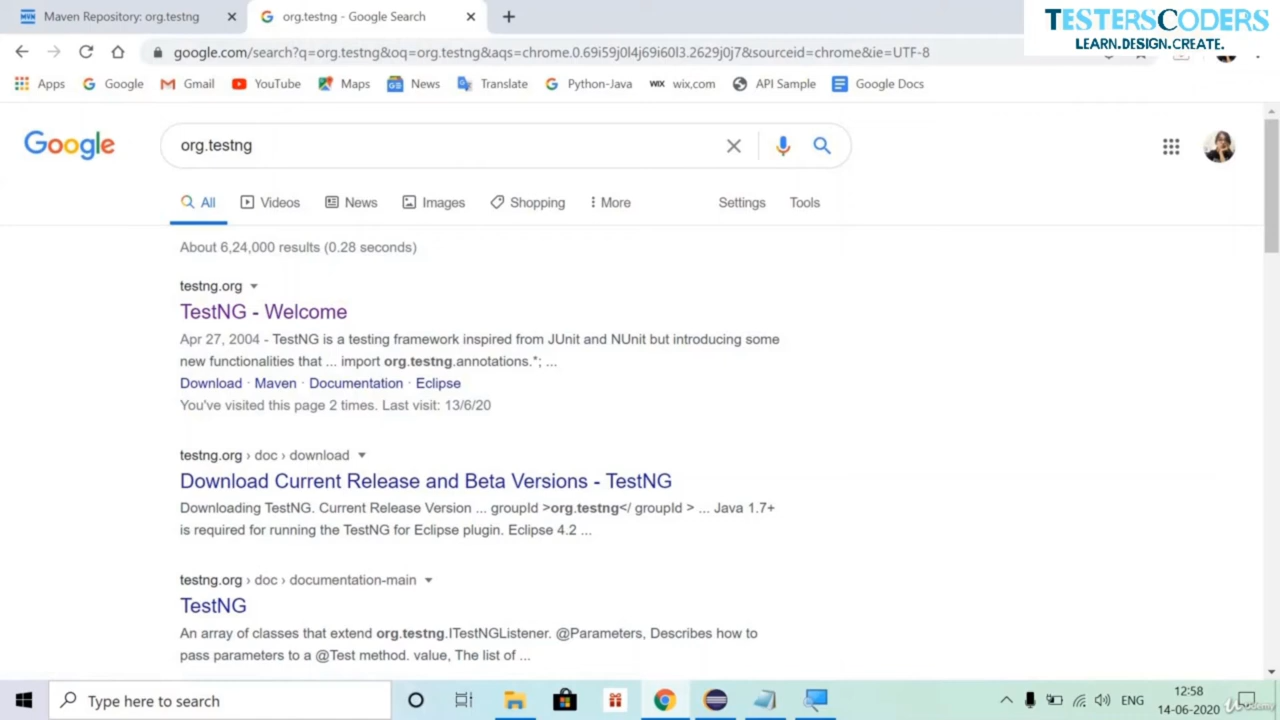 Maven Repository: org.testng
org.testng - Google Search
TESTERSCODERS
LEARN.DESIGN.CREATE.
google.com/search?q=org.testng&oq=org.testng&aqs=chrome.0.69i59j0l4j69i60l3.2629j0j7&sourceid=chrome&ie=UTF-8
Apps Google Gmail YouTube Maps News Translate Python-Java WIX wix.com API Sample Google Docs
Google
org.testng
All Videos News Images Shopping More Settings Tools
About 6,24,000 results (0.28 seconds)
testng.org
TestNG - Welcome
Apr 27, 2004 - TestNG is a testing framework inspired from JUnit and NUnit but introducing some
new functionalities that ... import org.testng.annotations.*; ...
Download · Maven · Documentation · Eclipse
You've visited this page 2 times. Last visit: 13/6/20
testng.org › doc › download
Download Current Release and Beta Versions - TestNG
Downloading TestNG. Current Release Version ... groupId >org.testng</ groupId > ... Java 1.7+
is required for running the TestNG for Eclipse plugin. Eclipse 4.2 ...
testng.org › doc › documentation-main
TestNG
An array of classes that extend org.testng.ITestNGListener. @Parameters, Describes how to
pass parameters to a @Test method. value, The list of ...
Type here to search
ENG
12:58
14-06-2020
Udemy